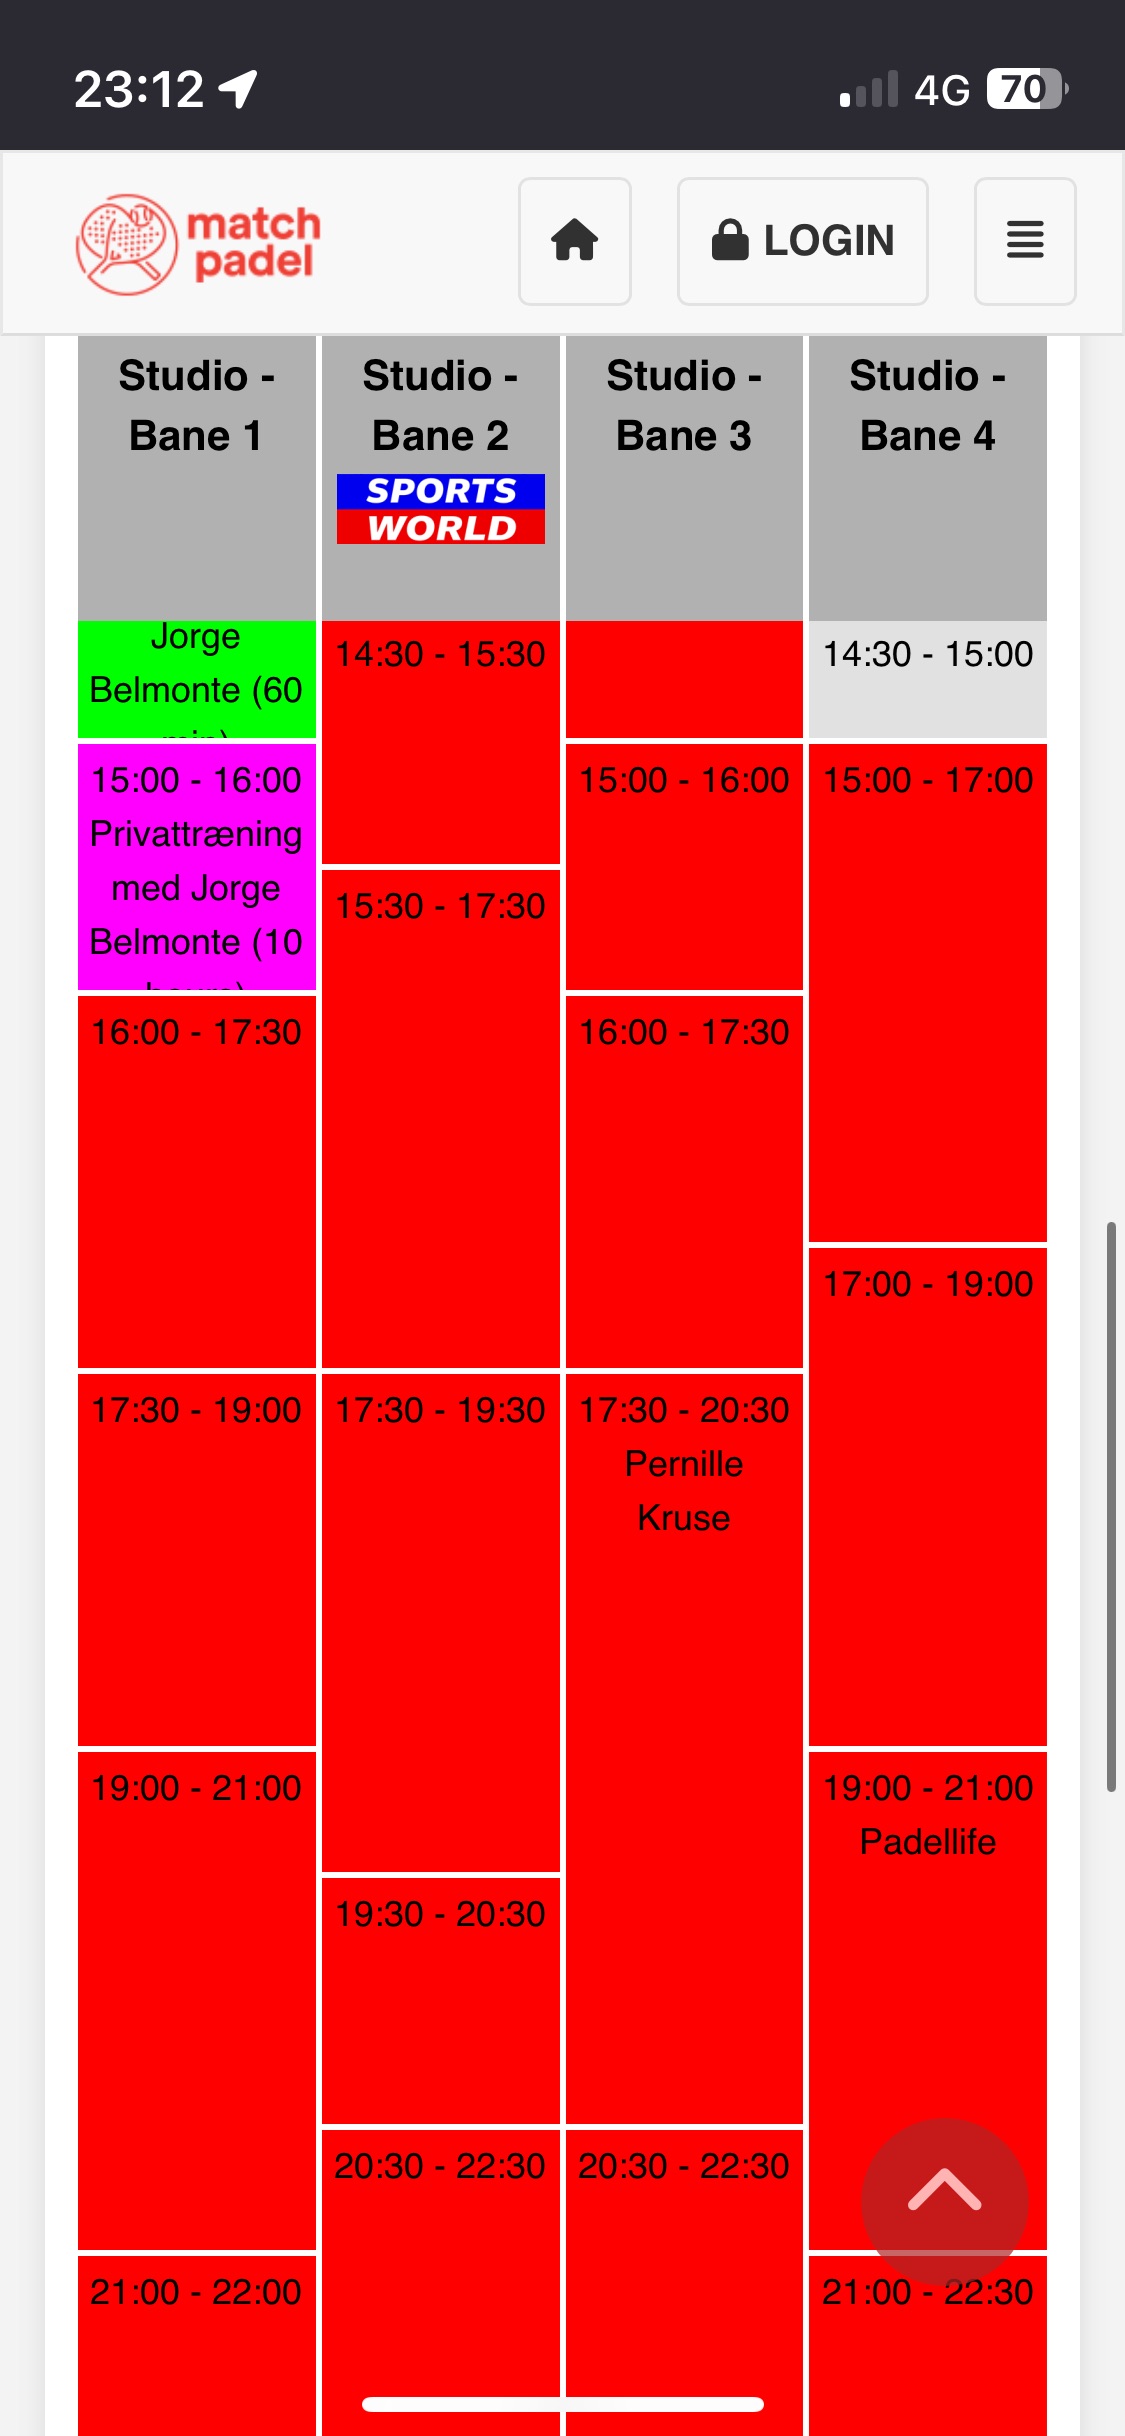 23:12
4G 70
match
padel
LOGIN
Studio -
Bane 1
Studio -
Bane 2
SPORTS
WORLD
Studio -
Bane 3
Studio -
Bane 4
Jorge
Belmonte (60
15:00 - 16:00
Privattræning
med Jorge
Belmonte (10
16:00 - 17:30
17:30 - 19:00
19:00 - 21:00
21:00 - 22:00
14:30 - 15:30
15:30 - 17:30
17:30 - 19:30
19:30 - 20:30
20:30 - 22:30
15:00 - 16:00
16:00 - 17:30
17:30 - 20:30
Pernille
Kruse
20:30 - 22:30
14:30 - 15:00
15:00 - 17:00
17:00 - 19:00
19:00 - 21:00
Padellife
21:00 - 22:30